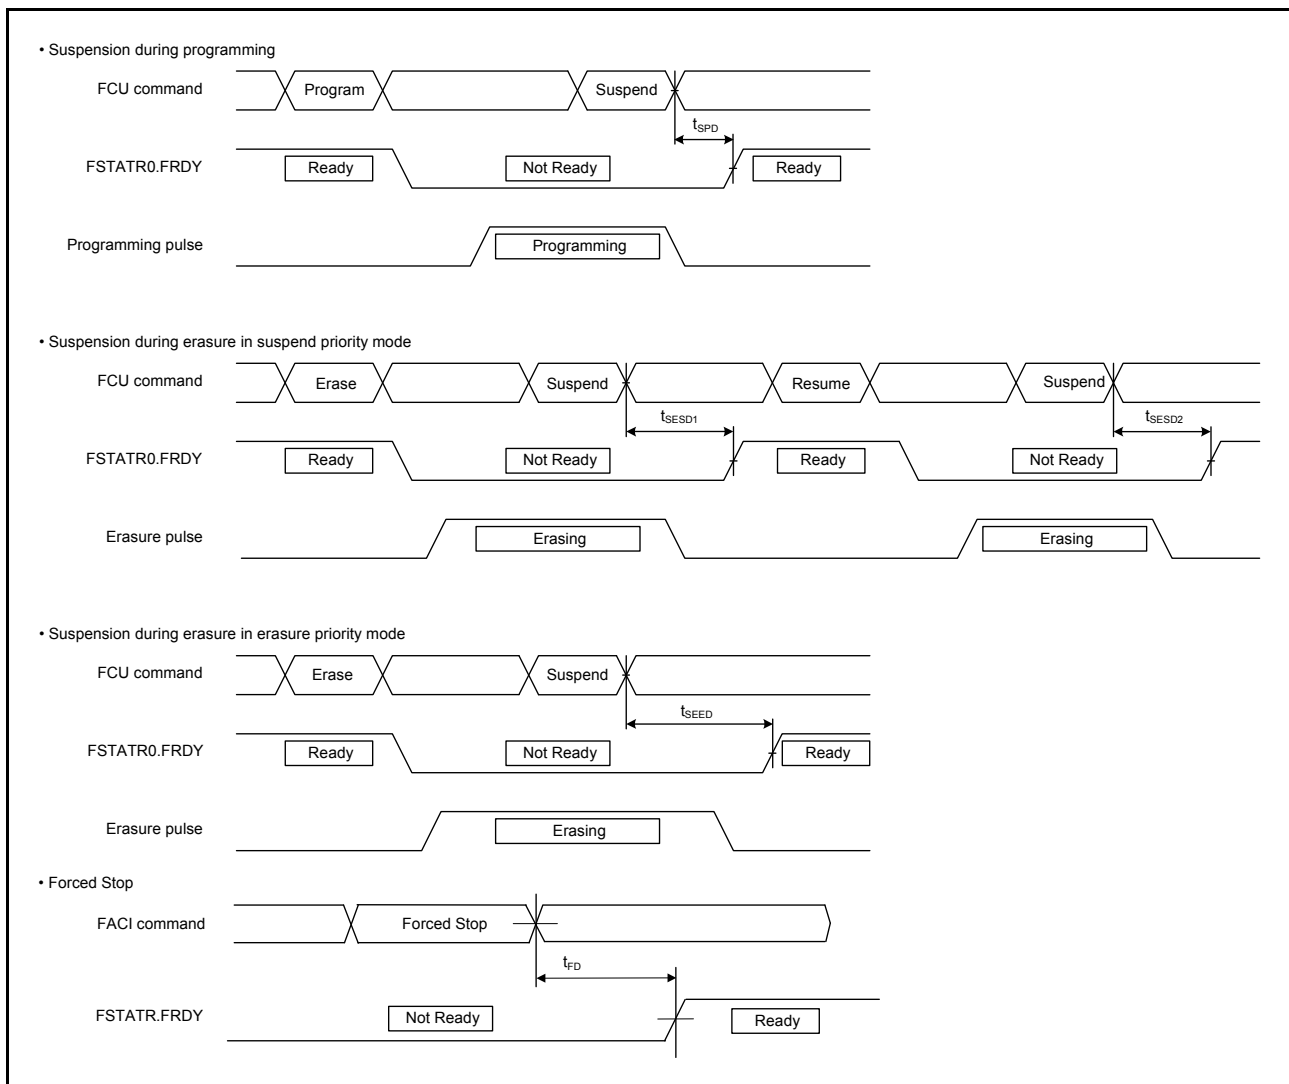 • Suspension during programming
FCU command
Program
Suspend
tSPD
FSTATR0.FRDY
Ready
Not Ready
Ready
Programming pulse
Programming
• Suspension during erasure in suspend priority mode
FCU command
Erase
Suspend
Resume
Suspend
tSESD1
tSESD2
FSTATR0.FRDY
Ready
Not Ready
Ready
Not Ready
Erasure pulse
Erasing
Erasing
• Suspension during erasure in erasure priority mode
FCU command
Erase
Suspend
tSEED
FSTATR0.FRDY
Ready
Not Ready
Ready
Erasure pulse
Erasing
• Forced Stop
FACI command
Forced Stop
tFD
FSTATR.FRDY
Not Ready
Ready